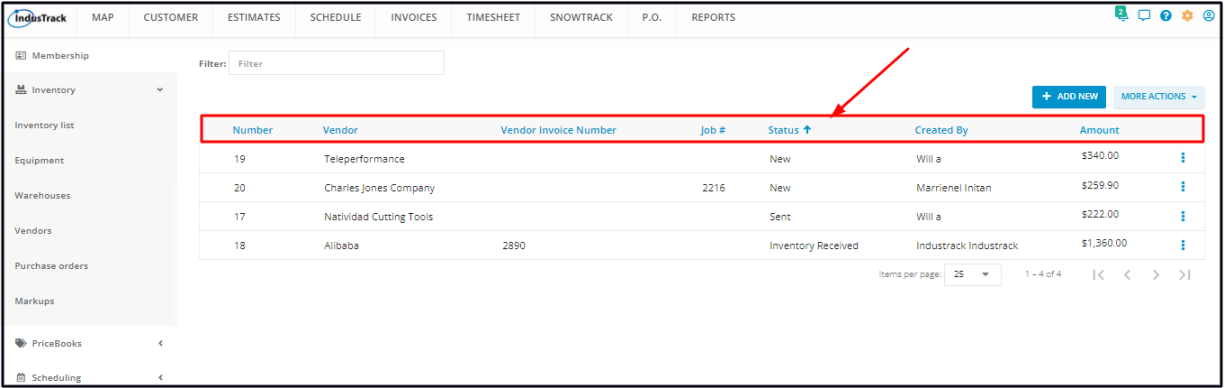 IndusTrack MAP CUSTOMER ESTIMATES SCHEDULE INVOICES TIMESHEET SNOWTRACK P.O. REPORTS 2
Membership
Inventory
Inventory list
Equipment
Warehouses
Vendors
Purchase orders
Markups
PriceBooks
Scheduling
Filter: Filter
+ ADD NEW MORE ACTIONS
Number Vendor Vendor Invoice Number Job # Status ↑ Created By Amount
19 Teleperformance New Will a $340.00
20 Charles Jones Company 2216 New Marrienel Initan $259.90
17 Natividad Cutting Tools Sent Will a $222.00
18 Alibaba 2890 Inventory Received Industrack Industrack $1,360.00
Items per page: 25 1 – 4 of 4